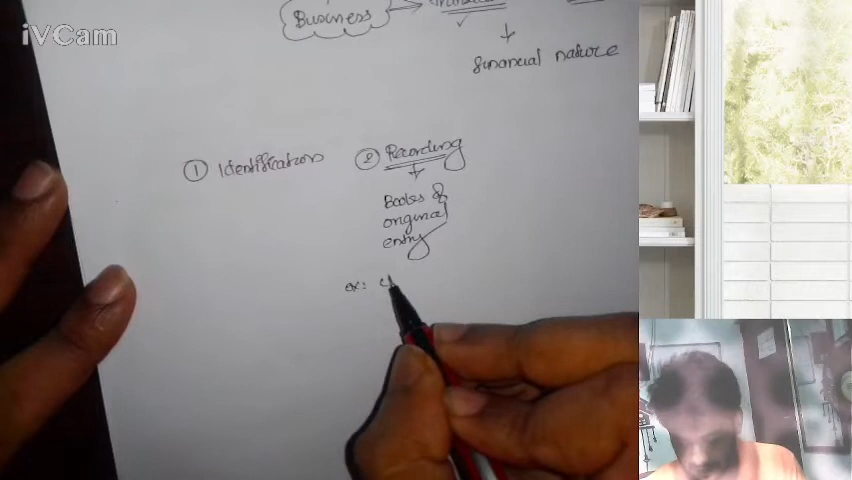 iVCam
Business
financial nature
① Identification ② Recording
Books of
original
entry
ex: